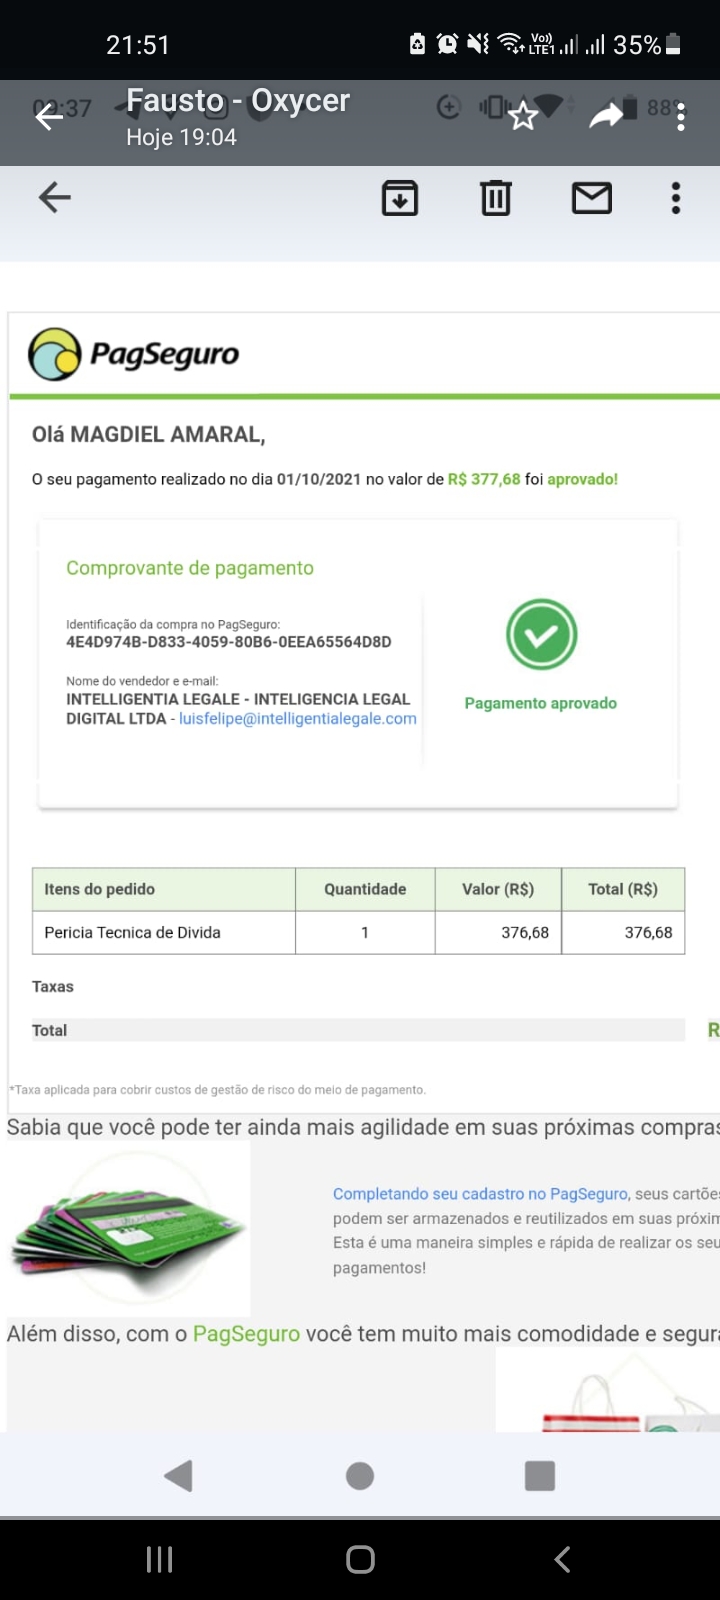 21:51
Vo))
LTE1
35%
09:37
88%
Fausto - Oxycer
Hoje 19:04
PagSeguro
Olá MAGDIEL AMARAL,
O seu pagamento realizado no dia 01/10/2021 no valor de R$ 377,68 foi aprovado!
Comprovante de pagamento
Identificação da compra no PagSeguro:
4E4D974B-D833-4059-80B6-0EEA65564D8D
Nome do vendedor e e-mail:
INTELLIGENTIA LEGALE - INTELIGENCIA LEGAL
DIGITAL LTDA - luisfelipe@intelligentialegale.com
Pagamento aprovado
Itens do pedido Quantidade Valor (R$) Total (R$)
Pericia Tecnica de Divida 1 376,68 376,68
Taxas
Total R
*Taxa aplicada para cobrir custos de gestão de risco do meio de pagamento.
Sabia que você pode ter ainda mais agilidade em suas próximas compras
Completando seu cadastro no PagSeguro, seus cartõe
podem ser armazenados e reutilizados em suas próxim
Esta é uma maneira simples e rápida de realizar os seu
pagamentos!
Além disso, com o PagSeguro você tem muito mais comodidade e segura